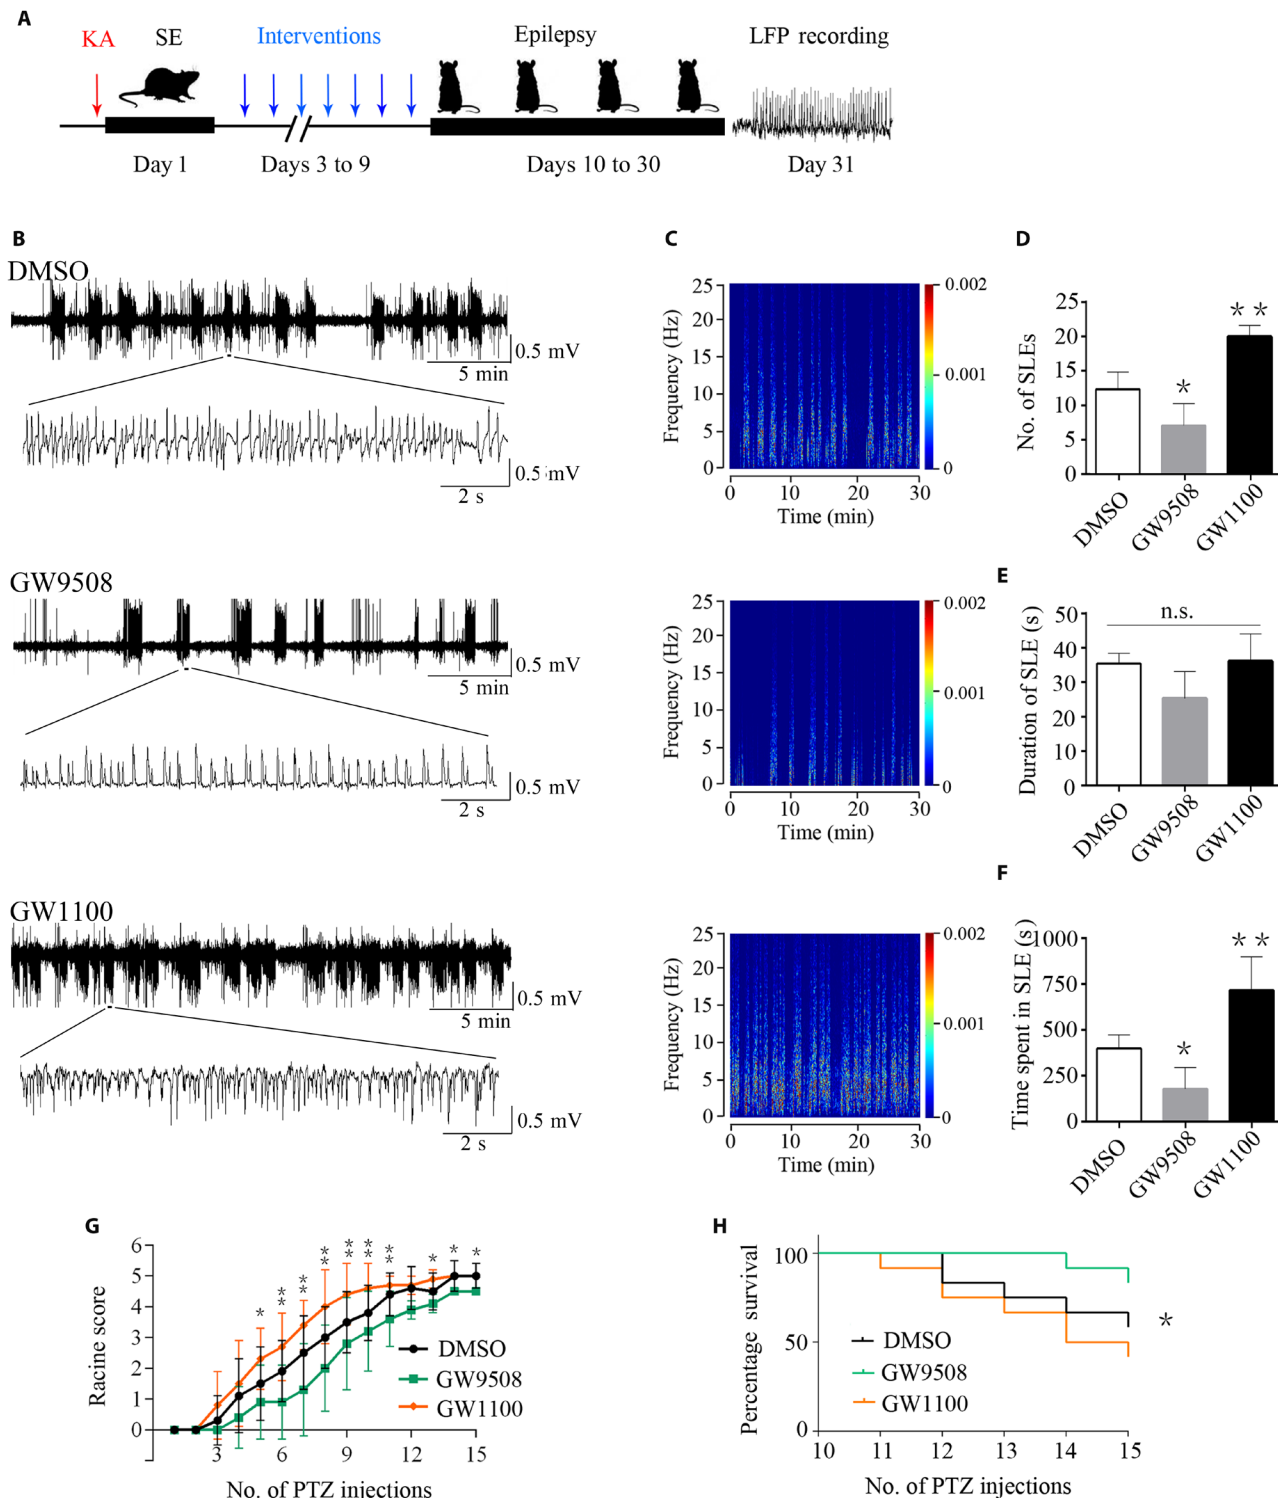 A
KA SE Interventions Epilepsy LFP recording
Day 1 Days 3 to 9 Days 10 to 30 Day 31
B
DMSO
0.5 mV
5 min
0.5 mV
2 s
GW9508
0.5 mV
5 min
0.5 mV
2 s
GW1100
0.5 mV
5 min
0.5 mV
2 s
C
Frequency (Hz)
25
20
15
10
5
0
0 10 20 30
Time (min)
0.002
0.001
0
Frequency (Hz)
25
20
15
10
5
0
0 10 20 30
Time (min)
0.002
0.001
0
Frequency (Hz)
25
20
15
10
5
0
0 10 20 30
Time (min)
0.002
0.001
0
D
No. of SLEs
25
20
15
10
5
0
* **
DMSO GW9508 GW1100
E
Duration of SLE (s)
50
40
30
20
10
0
n.s.
DMSO GW9508 GW1100
F
Time spent in SLE (s)
1000
750
500
250
0
* **
DMSO GW9508 GW1100
G
Racine score
6
5
4
3
2
1
0
* ** ** ** ** ** ** * * *
DMSO
GW9508
GW1100
3 6 9 12 15
No. of PTZ injections
H
Percentage survival
100
50
0
*
DMSO
GW9508
GW1100
10 11 12 13 14 15
No. of PTZ injections